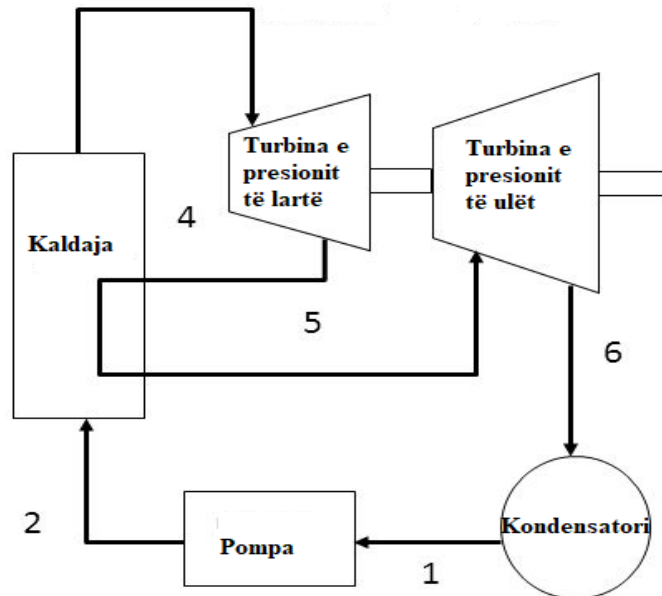 Turbina e
presionit
të lartë
Turbina e
presionit
të ulët
Kaldaja
4
5
6
Kondensatori
2
Pompa
1